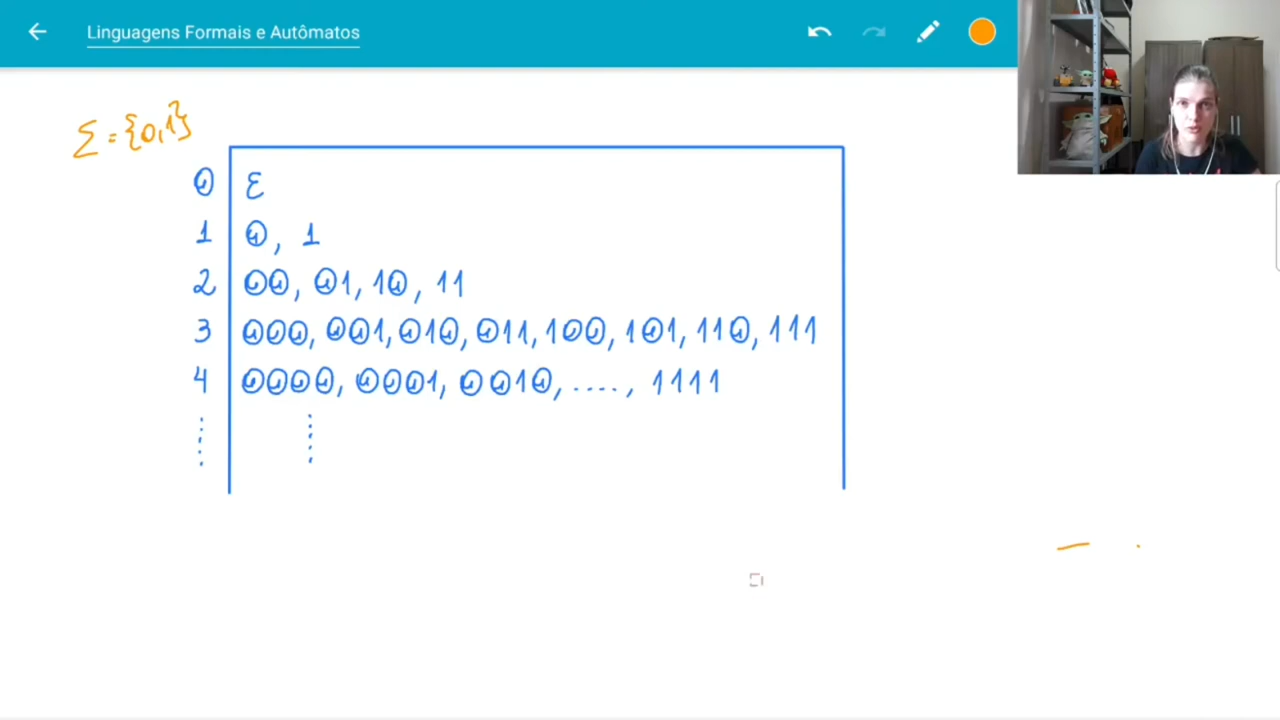 Linguagens Formais e Autômatos
Σ = {0,1}
0 ε
1 0, 1
2 00, 01, 10, 11
3 000, 001, 010, 011, 100, 101, 110, 111
4 0000, 0001, 0010, ...., 1111